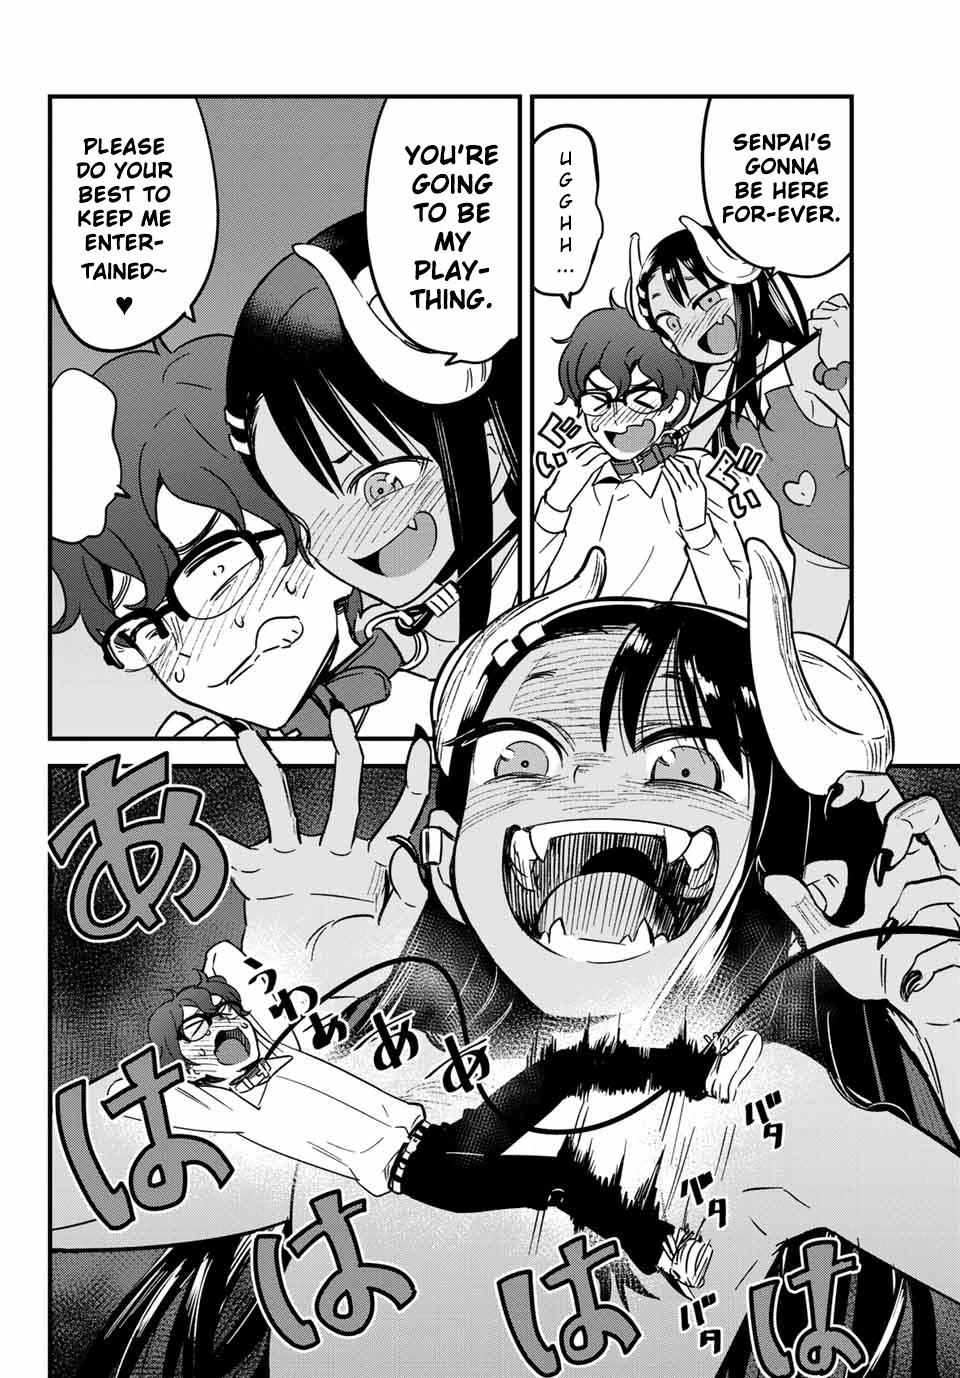 SENPAI'S
GONNA
BE HERE
FOR-EVER.
UGGHH...
ぐい
ぐい
YOU'RE
GOING
TO BE
MY
PLAY-
THING.
PLEASE
DO YOUR
BEST TO
KEEP ME
ENTER-
TAINED~
♥
あ
は
は
は
は
うわぁぁぁ
バタ
バタ
バタ